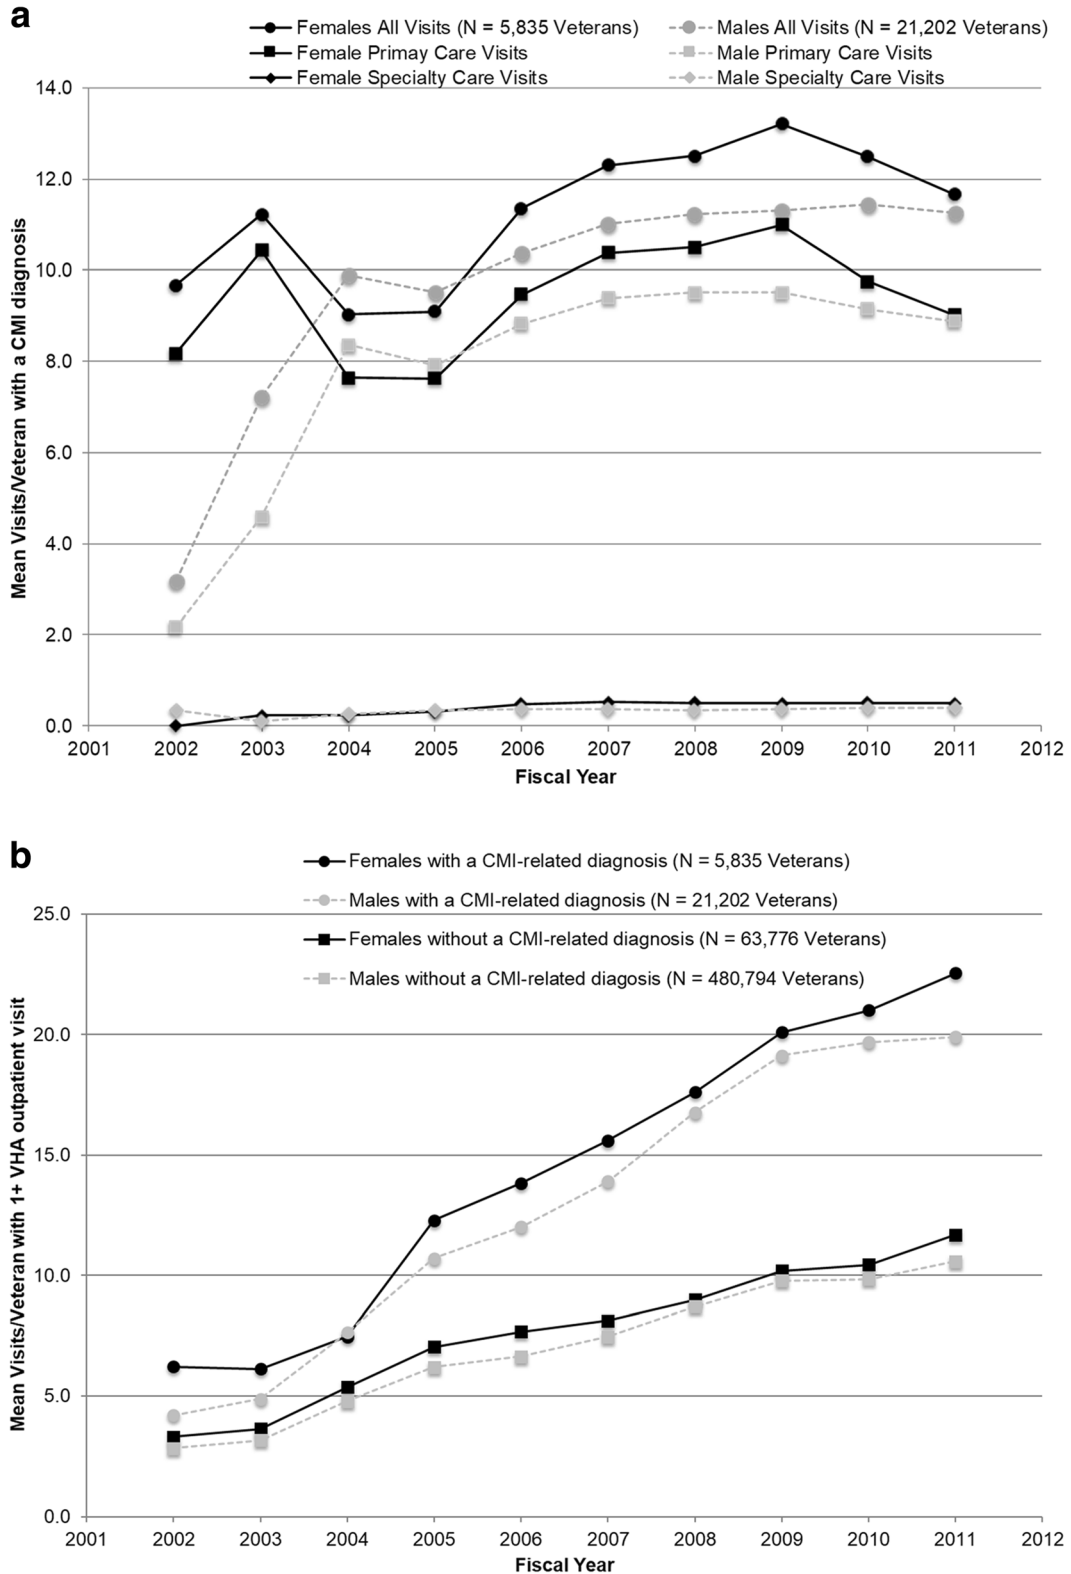 a
Females All Visits (N = 5,835 Veterans) Males All Visits (N = 21,202 Veterans)
Female Primay Care Visits Male Primary Care Visits
Female Specialty Care Visits Male Specialty Care Visits
Mean Visits/Veteran with a CMI diagnosis
14.0
12.0
10.0
8.0
6.0
4.0
2.0
0.0
2001 2002 2003 2004 2005 2006 2007 2008 2009 2010 2011 2012
Fiscal Year
b
Females with a CMI-related diagnosis (N = 5,835 Veterans)
Males with a CMI-related diagnosis (N = 21,202 Veterans)
Females without a CMI-related diagnosis (N = 63,776 Veterans)
Males without a CMI-related diagosis (N = 480,794 Veterans)
Mean Visits/Veteran with 1+ VHA outpatient visit
25.0
20.0
15.0
10.0
5.0
0.0
2001 2002 2003 2004 2005 2006 2007 2008 2009 2010 2011 2012
Fiscal Year